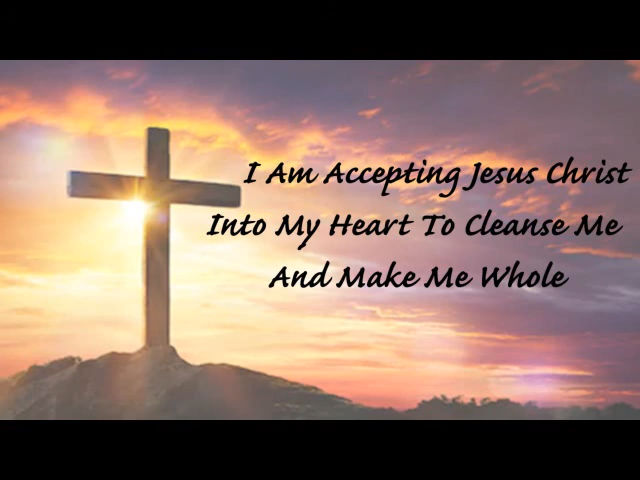 I Am Accepting Jesus Christ
Into My Heart To Cleanse Me
And Make Me Whole